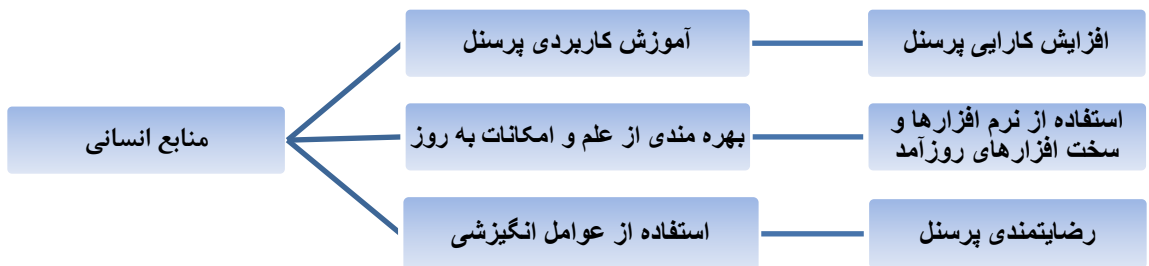 منابع انسانی
آموزش کاربردی پرسنل
افزایش کارایی پرسنل
بهره مندی از علم و امکانات به روز
استفاده از نرم افزارها و
سخت افزارهای روزآمد
استفاده از عوامل انگیزشی
رضایتمندی پرسنل